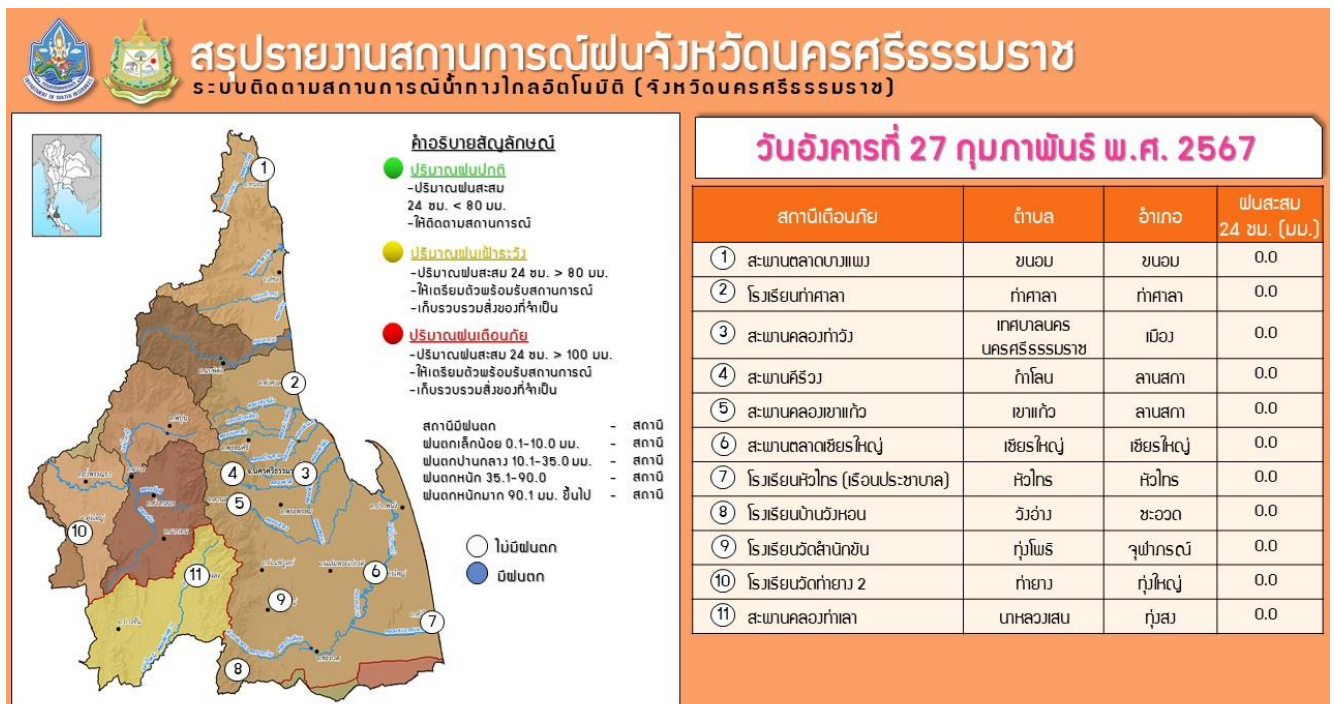 สรุปรายงานสถานการณ์ฝนจังหวัดนครศรีธรรมราช
ระบบติดตามสถานการณ์น้ำทางไกลอัตโนมัติ (จังหวัดนครศรีธรรมราช)
คำอธิบายสัญลักษณ์
ปริมาณฝนปกติ
-ปริมาณฝนสะสม
24 ชม. < 80 มม.
-ให้ติดตามสถานการณ์
ปริมาณฝนเฝ้าระวัง
-ปริมาณฝนสะสม 24 ชม. > 80 มม.
-ให้เตรียมตัวพร้อมรับสถานการณ์
-เก็บรวบรวมสิ่งของที่จำเป็น
ปริมาณฝนเตือนภัย
-ปริมาณฝนสะสม 24 ชม. > 100 มม.
-ให้เตรียมตัวพร้อมรับสถานการณ์
-เก็บรวบรวมสิ่งของที่จำเป็น
สถานีมีฝนตก - สถานี
ฝนตกเล็กน้อย 0.1-10.0 มม. - สถานี
ฝนตกปานกลาง 10.1-35.0 มม. - สถานี
ฝนตกหนัก 35.1-90.0 - สถานี
ฝนตกหนักมาก 90.1 มม. ขึ้นไป - สถานี
ไม่มีฝนตก
มีฝนตก
1
2
4
3
5
10
11
6
9
7
8
วันอังคารที่ 27 กุมภาพันธ์ พ.ศ. 2567
สถานีเตือนภัย ตำบล อำเภอ ฝนสะสม
24 ชม. (มม.)
1 สะพานตลาดบางแพง ขนอม ขนอม 0.0
2 โรงเรียนท่าศาลา ท่าศาลา ท่าศาลา 0.0
3 สะพานคลองท่าวัง เทศบาลนคร
นครศรีธรรมราช เมือง 0.0
4 สะพานคีรีวง กำโลน ลานสกา 0.0
5 สะพานคลองเขาแก้ว เขาแก้ว ลานสกา 0.0
6 สะพานตลาดเชียรใหญ่ เชียรใหญ่ เชียรใหญ่ 0.0
7 โรงเรียนหัวไทร (เรือนประชาบาล) หัวไทร หัวไทร 0.0
8 โรงเรียนบ้านวังหอน วังอ่าง ชะอวด 0.0
9 โรงเรียนวัดสำนักขัน ทุ่งโพธิ จุฬาภรณ์ 0.0
10 โรงเรียนวัดท่ายาง 2 ท่ายาง ทุ่งใหญ่ 0.0
11 สะพานคลองท่าเลา นาหลวงเสน ทุ่งสง 0.0